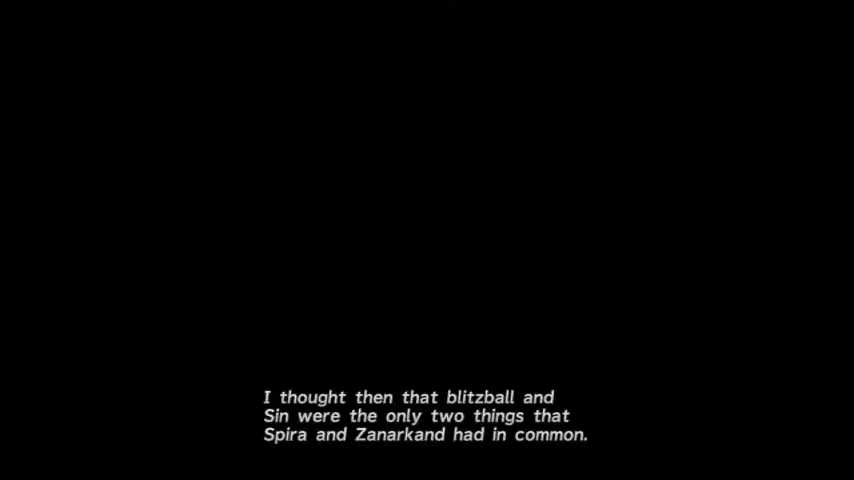 I thought then that blitzball and
Sin were the only two things that
Spira and Zanarkand had in common.